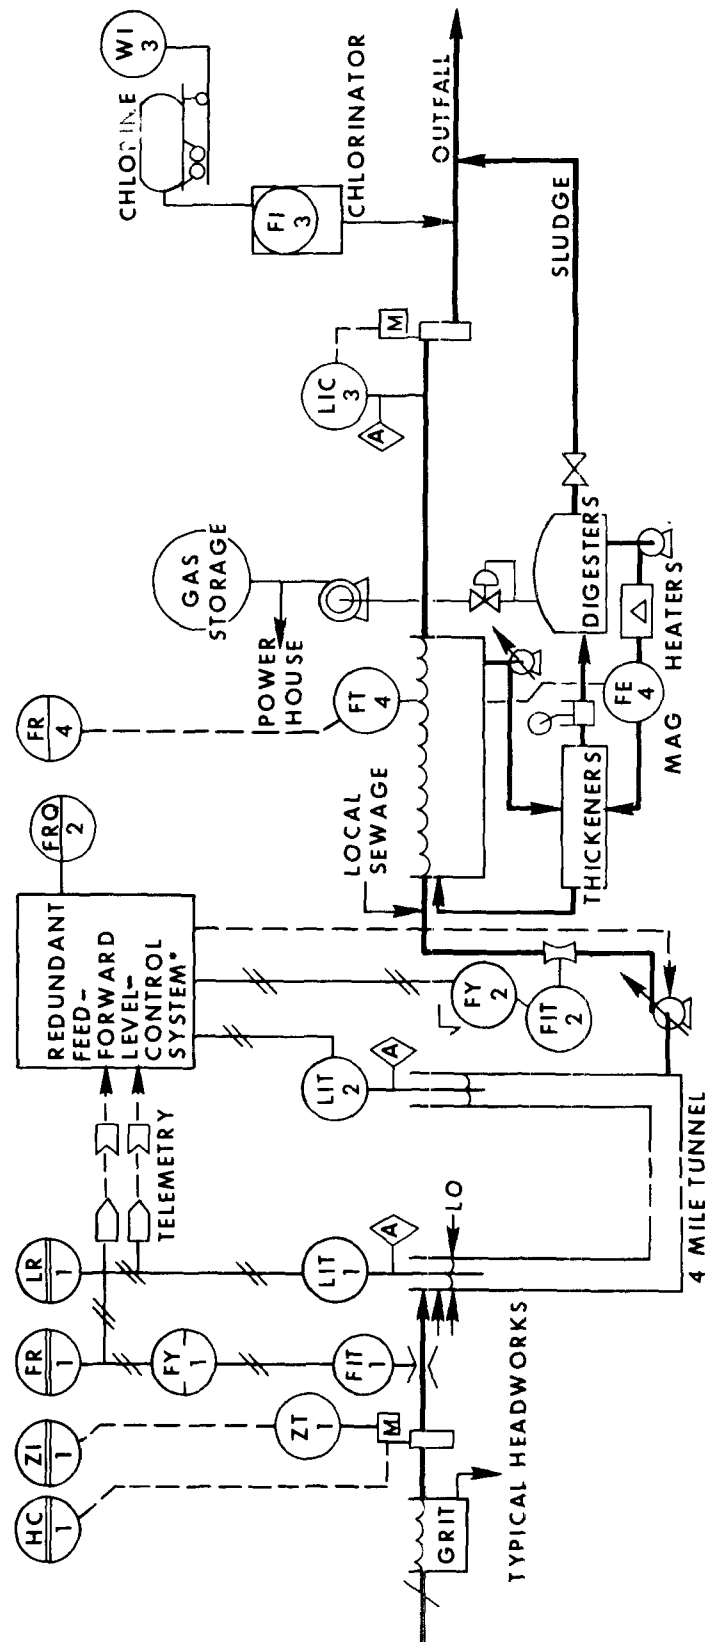 HC
1
ZI
1
FR
1
LR
1
FRQ
2
FR
4
WI
3
REDUNDANT
FEED-
FORWARD
LEVEL-
CONTROL
SYSTEM*
TELEMETRY
ZT
1
M
FY
1
FIT
1
LIT
1
A
LIT
2
A
FY
2
FIT
2
LO
GRIT
TYPICAL HEADWORKS
4 MILE TUNNEL
LOCAL
SEWAGE
FT
4
POWER
HOUSE
GAS
STORAGE
LIC
3
A
M
CHLORINE
FI
3
CHLORINATOR
OUTFALL
SLUDGE
THICKENERS
FE
4
DIGESTERS
MAG
HEATERS